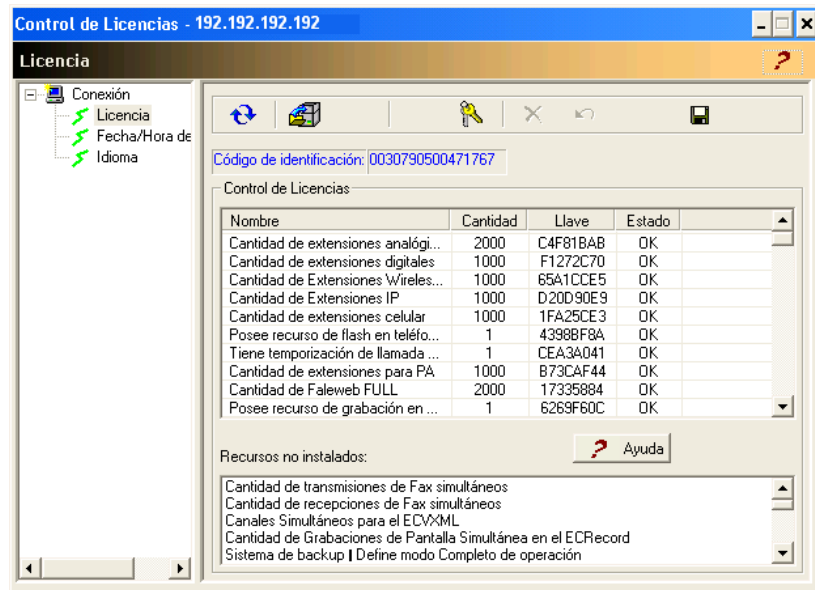 Control de Licencias - 192.192.192.192
Licencia
Conexión
Licencia
Fecha/Hora de
Idioma
Código de identificación: 0030790500471767
Control de Licencias
Nombre Cantidad Llave Estado
Cantidad de extensiones analógi... 2000 C4F81BAB OK
Cantidad de extensiones digitales 1000 F1272C70 OK
Cantidad de Extensiones Wireles... 1000 65A1CCE5 OK
Cantidad de Extensiones IP 1000 D20D90E9 OK
Cantidad de extensiones celular 1000 1FA25CE3 OK
Posee recurso de flash en teléfo... 1 4398BF8A OK
Tiene temporización de llamada ... 1 CEA3A041 OK
Cantidad de extensiones para PA 1000 B73CAF44 OK
Cantidad de Faleweb FULL 2000 17335884 OK
Posee recurso de grabación en ... 1 6269F60C OK
Recursos no instalados:
? Ayuda
Cantidad de transmisiones de Fax simultáneos
Cantidad de recepciones de Fax simultáneos
Canales Simultáneos para el ECVXML
Cantidad de Grabaciones de Pantalla Simultánea en el ECRecord
Sistema de backup | Define modo Completo de operación